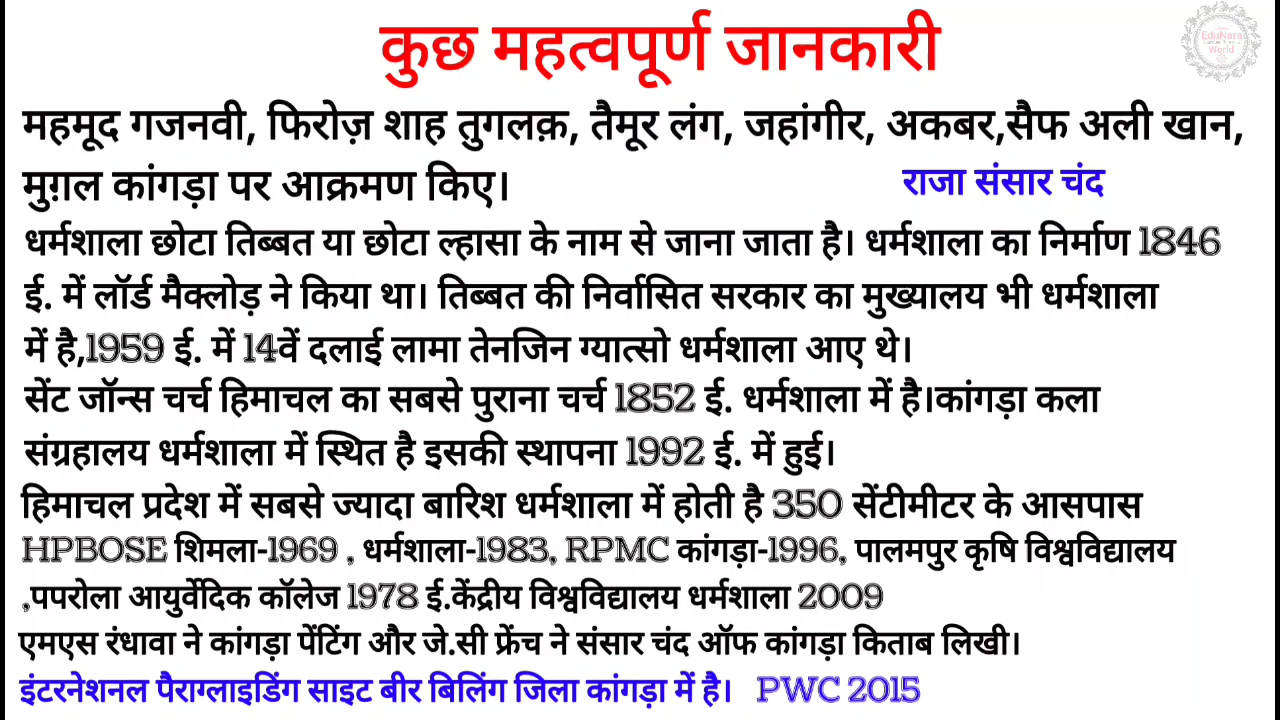 कुछ महत्वपूर्ण जानकारी
EduNara
World
महमूद गजनवी, फिरोज़ शाह तुगलक़, तैमूर लंग, जहांगीर, अकबर,सैफ अली खान,
मुग़ल कांगड़ा पर आक्रमण किए।
राजा संसार चंद
धर्मशाला छोटा तिब्बत या छोटा ल्हासा के नाम से जाना जाता है। धर्मशाला का निर्माण 1846
ई. में लॉर्ड मैक्लोड़ ने किया था। तिब्बत की निर्वासित सरकार का मुख्यालय भी धर्मशाला
में है,1959 ई. में 14वें दलाई लामा तेनजिन ग्यात्सो धर्मशाला आए थे।
सेंट जॉन्स चर्च हिमाचल का सबसे पुराना चर्च 1852 ई. धर्मशाला में है।कांगड़ा कला
संग्रहालय धर्मशाला में स्थित है इसकी स्थापना 1992 ई. में हुई।
हिमाचल प्रदेश में सबसे ज्यादा बारिश धर्मशाला में होती है 350 सेंटीमीटर के आसपास
HPBOSE शिमला-1969 , धर्मशाला-1983, RPMC कांगड़ा-1996, पालमपुर कृषि विश्वविद्यालय
,पपरोला आयुर्वेदिक कॉलेज 1978 ई.केंद्रीय विश्वविद्यालय धर्मशाला 2009
एमएस रंधावा ने कांगड़ा पेंटिंग और जे.सी फ्रेंच ने संसार चंद ऑफ कांगड़ा किताब लिखी।
इंटरनेशनल पैराग्लाइडिंग साइट बीर बिलिंग जिला कांगड़ा में है। PWC 2015